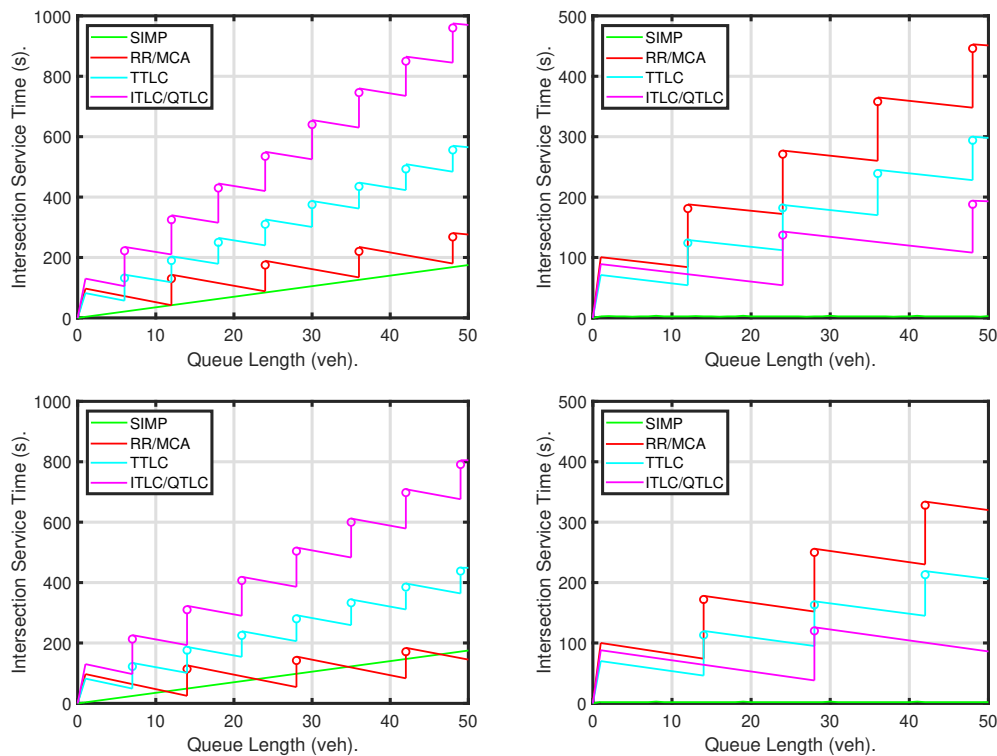 1000
800
600
400
200
0
Intersection Service Time (s).
SIMP
RR/MCA
TTLC
ITLC/QTLC
0 10 20 30 40 50
Queue Length (veh).
500
400
300
200
100
0
Intersection Service Time (s).
SIMP
RR/MCA
TTLC
ITLC/QTLC
0 10 20 30 40 50
Queue Length (veh).
1000
800
600
400
200
0
Intersection Service Time (s).
SIMP
RR/MCA
TTLC
ITLC/QTLC
0 10 20 30 40 50
Queue Length (veh).
500
400
300
200
100
0
Intersection Service Time (s).
SIMP
RR/MCA
TTLC
ITLC/QTLC
0 10 20 30 40 50
Queue Length (veh).